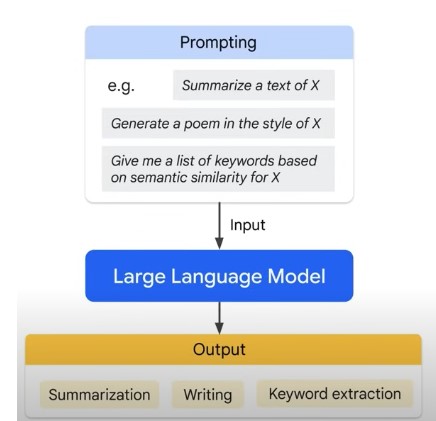 Prompting
e.g.
Summarize a text of X
Generate a poem in the style of X
Give me a list of keywords based
on semantic similarity for X
Input
Large Language Model
Output
Summarization
Writing
Keyword extraction